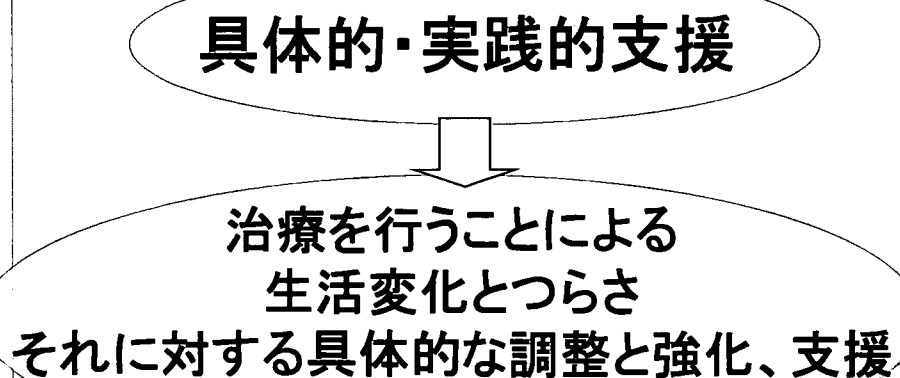 具体的・実践的支援
治療を行うことによる
生活変化とつらさ
それに対する具体的な調整と強化、支援